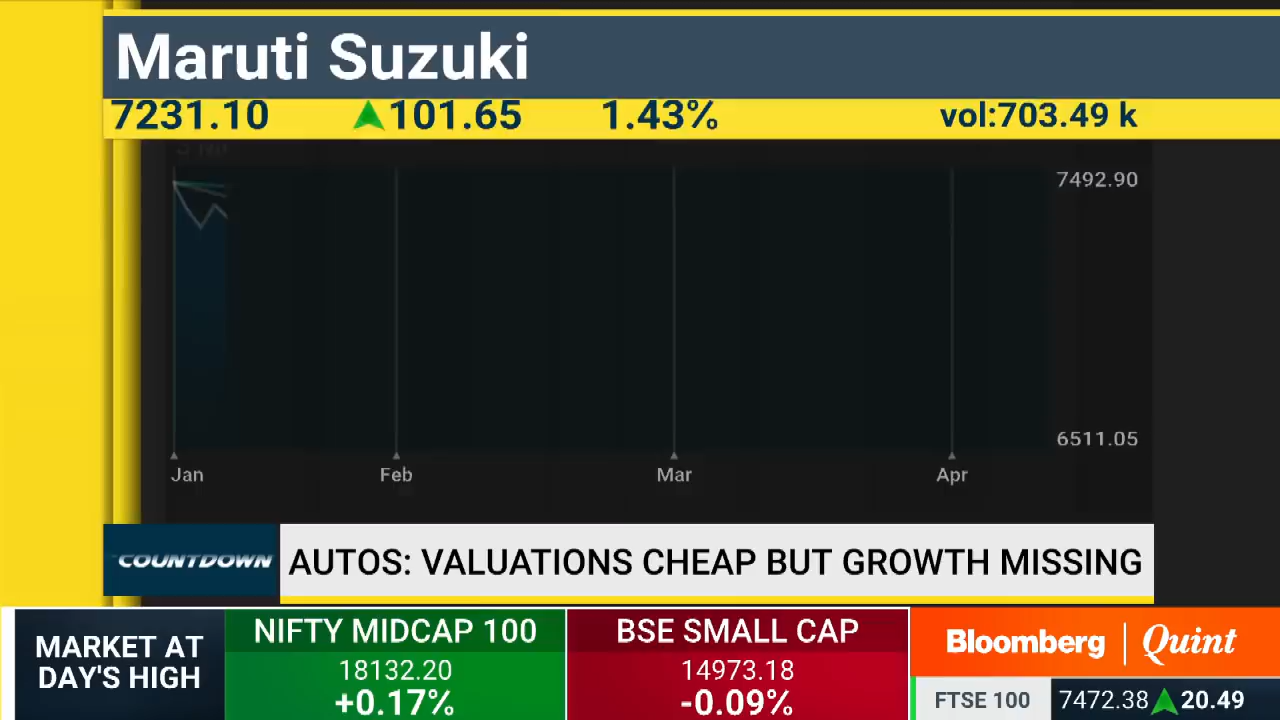 Maruti Suzuki
7231.10 ▲101.65 1.43% vol:703.49 k
7492.90
6511.05
Jan Feb Mar Apr
COUNTDOWN
AUTOS: VALUATIONS CHEAP BUT GROWTH MISSING
MARKET AT
DAY'S HIGH
NIFTY MIDCAP 100
18132.20
+0.17%
BSE SMALL CAP
14973.18
-0.09%
Bloomberg | Quint
FTSE 100 7472.38 ▲20.49